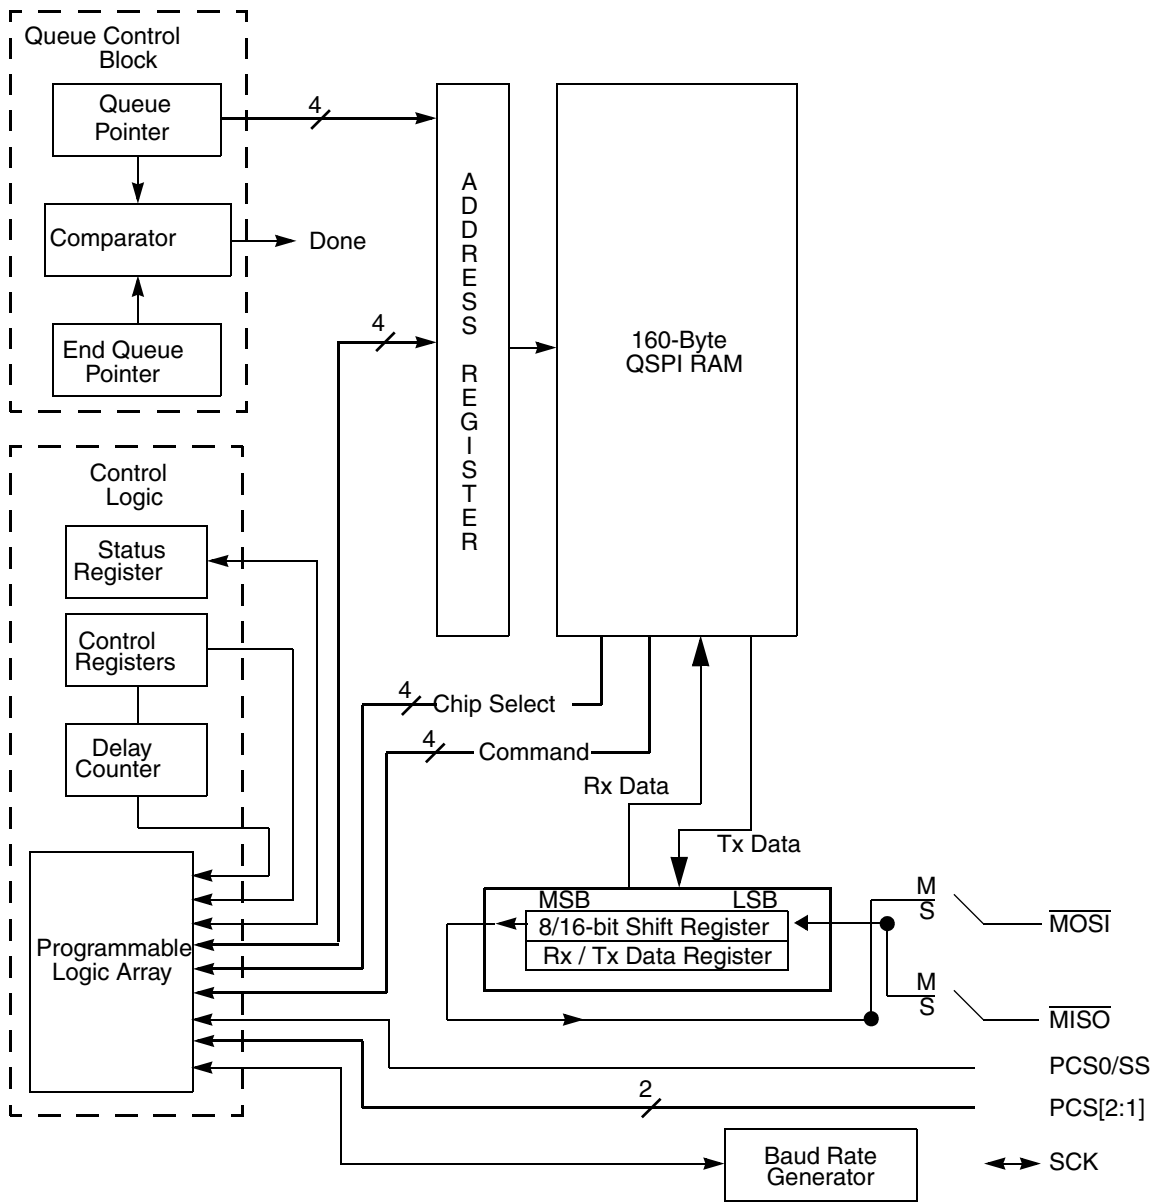 Queue Control
Block
Queue
Pointer
4
Comparator
Done
End Queue
Pointer
4
ADDRESS REGISTER
160-Byte
QSPI RAM
Control
Logic
Status
Register
Control
Registers
Delay
Counter
Programmable
Logic Array
4
Chip Select
4
Command
Rx Data
Tx Data
MSB
LSB
8/16-bit Shift Register
Rx / Tx Data Register
M
S
MOSI
M
S
MISO
PCS0/SS
2
PCS[2:1]
Baud Rate
Generator
SCK